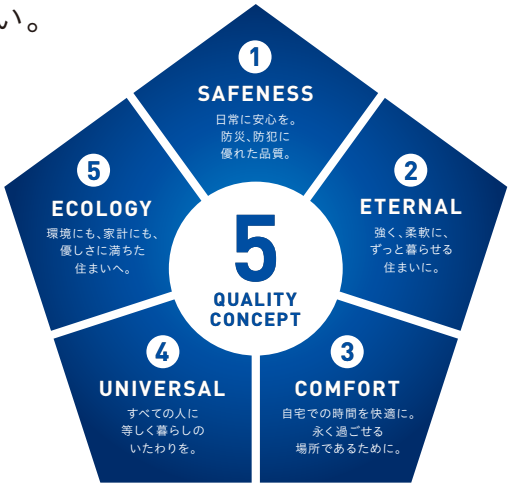 い。
1
SAFENESS
日常に安心を。
防災、防犯に
優れた品質。
2
ETERNAL
強く、柔軟に、
ずっと暮らせる
住まいに。
3
COMFORT
自宅での時間を快適に。
永く過ごせる
場所であるために。
4
UNIVERSAL
すべての人に
等しく暮らしの
いたわりを。
5
ECOLOGY
環境にも、家計にも、
優しさに満ちた
住まいへ。
5
QUALITY
CONCEPT